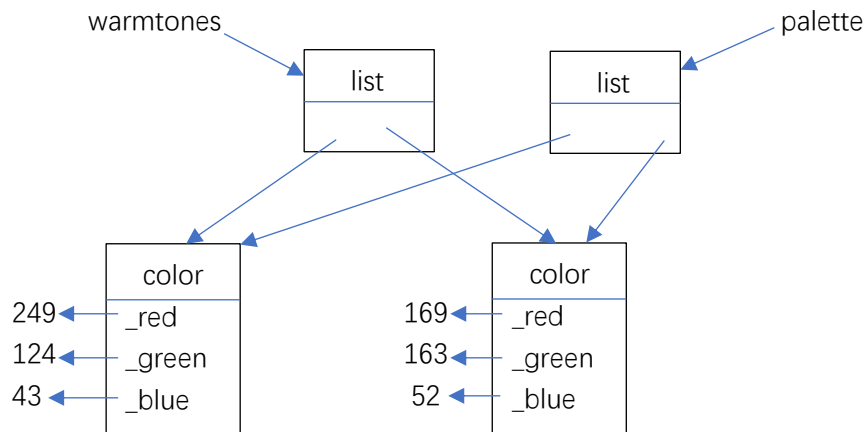 warmtones
palette
list
list
color
color
249
_red
169
_red
124
_green
163
_green
43
_blue
52
_blue